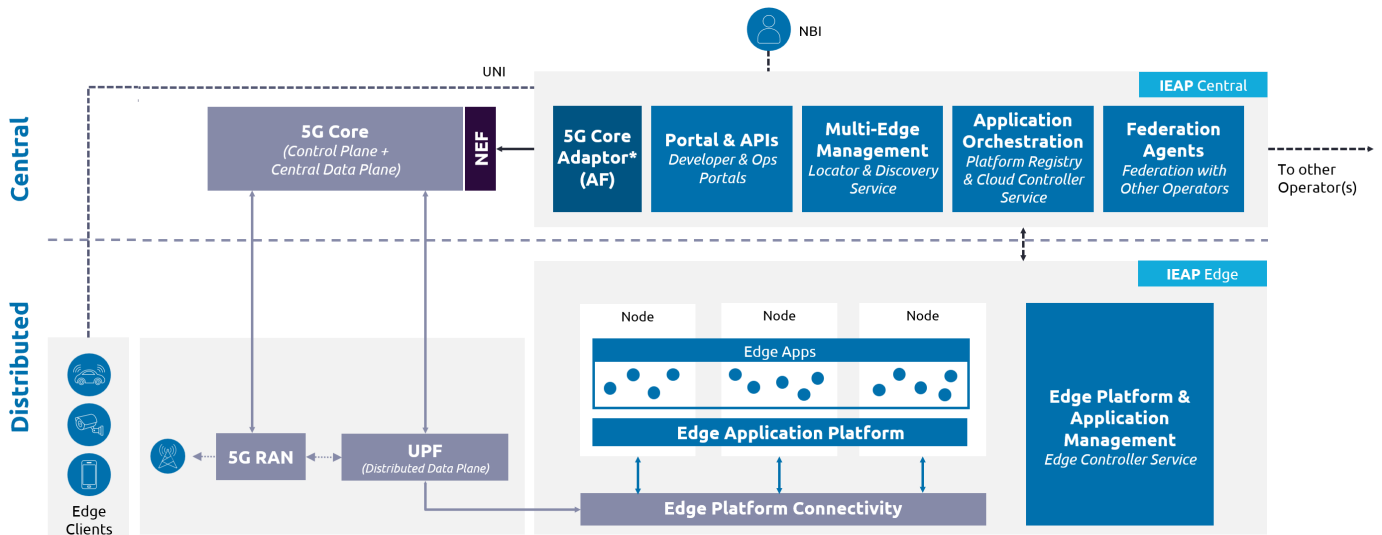 NBI
UNI
IEAP Central
Central
5G Core
(Control Plane +
Central Data Plane)
NEF
5G Core
Adaptor*
(AF)
Portal & APIs
Developer & Ops
Portals
Multi-Edge
Management
Locator & Discovery
Service
Application
Orchestration
Platform Registry
& Cloud Controller
Service
Federation
Agents
Federation with
Other Operators
To other
Operator(s)
Distributed
IEAP Edge
Node
Node
Node
Edge Apps
Edge Application Platform
Edge Platform &
Application
Management
Edge Controller Service
5G RAN
UPF
(Distributed Data Plane)
Edge Platform Connectivity
Edge
Clients